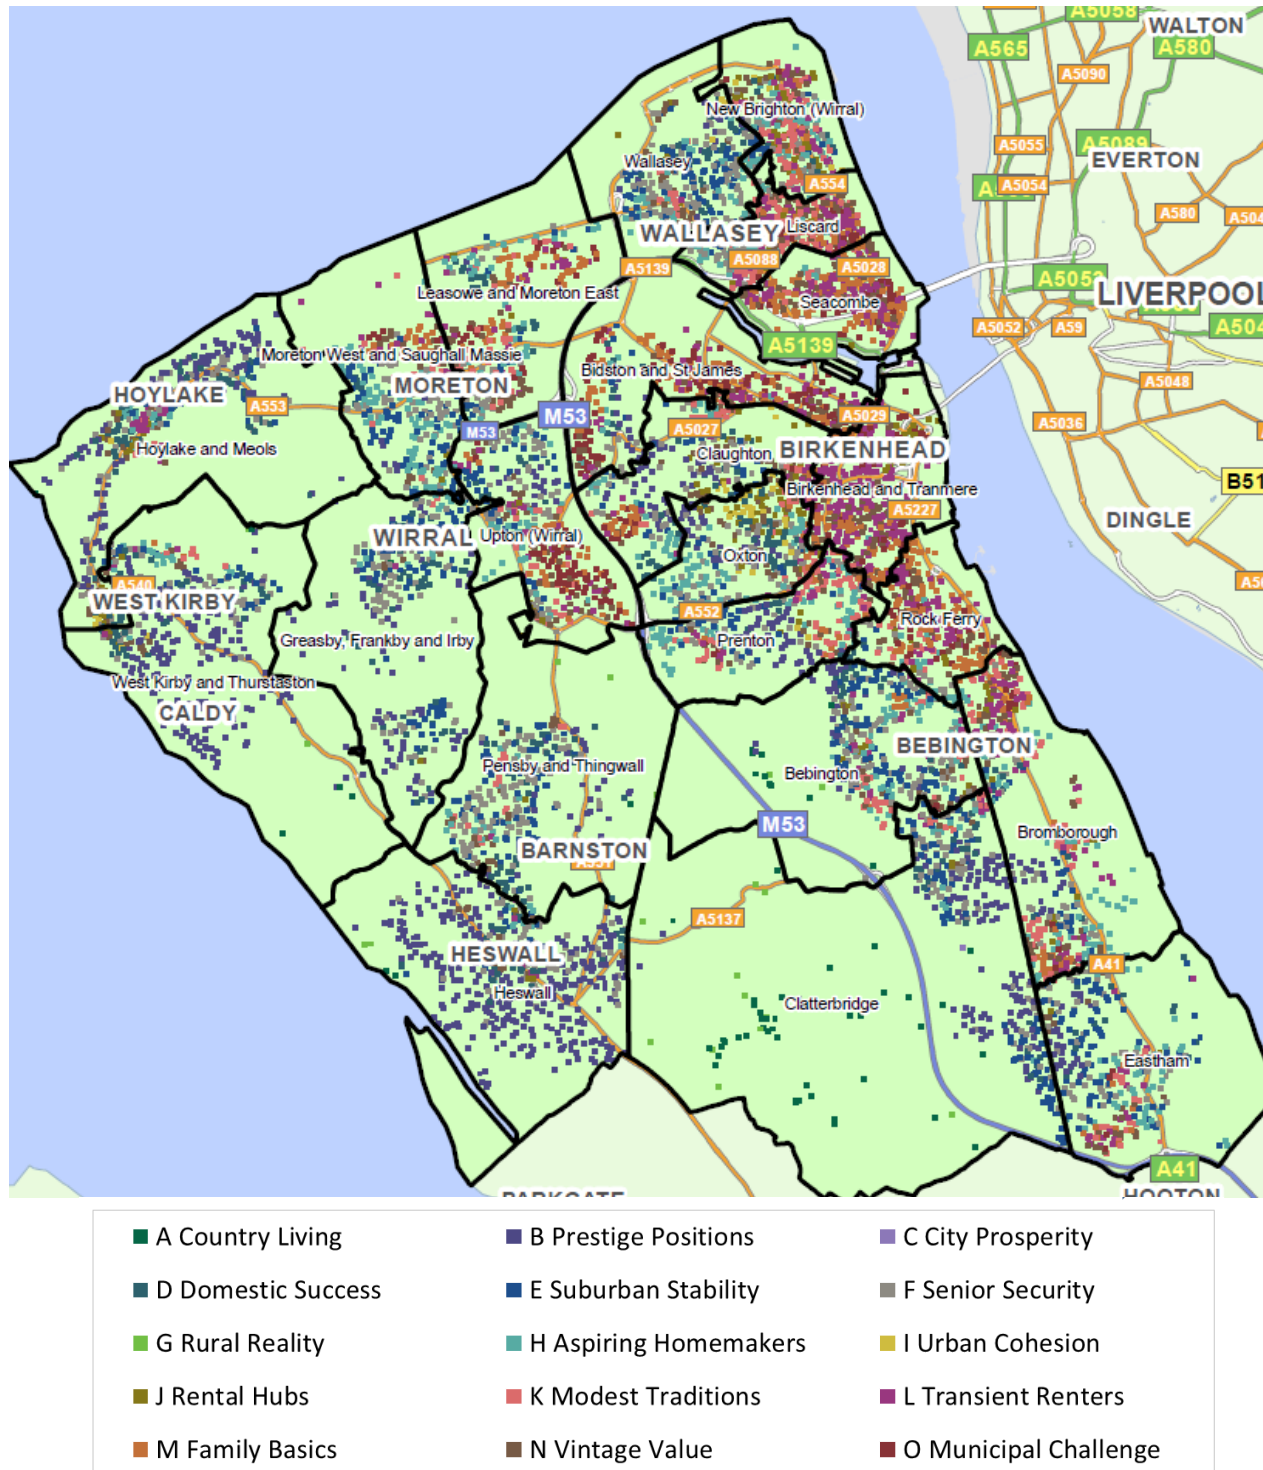 A5058
WALTON
A565
A580
A5090
New Brighton (Wirral)
A5055
A5089
EVERTON
Wallasey
A554
A5054
A580
WALLASEY
Liscard
A5139
A5088
A5028
A5053
Leasowe and Moreton East
Seacombe
LIVERPOOL
A5052
A59
A5139
Moreton West and Saughall Massie
Bidston and St James
A5048
HOYLAKE
MORETON
A553
M53
A5029
A5036
M53
A5027
Hoylake and Meols
Claughton
BIRKENHEAD
Birkenhead and Tranmere
A5227
DINGLE
WIRRAL
Upton (Wirral)
Oxton
A540
WEST KIRBY
A552
Rock Ferry
Greasby, Frankby and Irby
Prenton
West Kirby and Thurstaston
CALDY
BEBINGTON
Pensby and Thingwall
Bebington
M53
Bromborough
BARNSTON
A5137
HESWALL
A41
Heswall
Clatterbridge
Eastham
A41
A Country Living
B Prestige Positions
C City Prosperity
D Domestic Success
E Suburban Stability
F Senior Security
G Rural Reality
H Aspiring Homemakers
I Urban Cohesion
J Rental Hubs
K Modest Traditions
L Transient Renters
M Family Basics
N Vintage Value
O Municipal Challenge